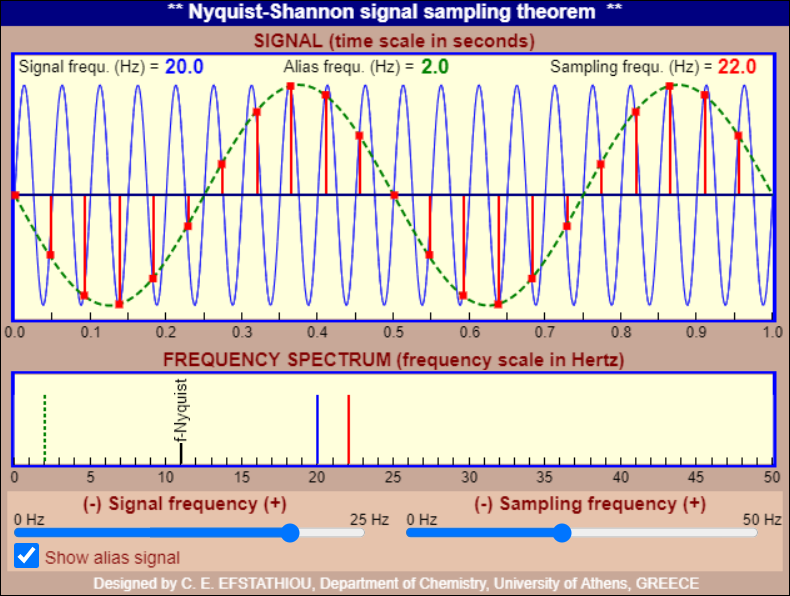 ** Nyquist-Shannon signal sampling theorem **
SIGNAL (time scale in seconds)
Signal frequ. (Hz) = 20.0 Alias frequ. (Hz) = 2.0 Sampling frequ. (Hz) = 22.0
0.0 0.1 0.2 0.3 0.4 0.5 0.6 0.7 0.8 0.9 1.0
FREQUENCY SPECTRUM (frequency scale in Hertz)
f-Nyquist
0 5 10 15 20 25 30 35 40 45 50
(-) Signal frequency (+) (-) Sampling frequency (+)
0 Hz 25 Hz 0 Hz 50 Hz
Show alias signal
Designed by C. E. EFSTATHIOU, Department of Chemistry, University of Athens, GREECE